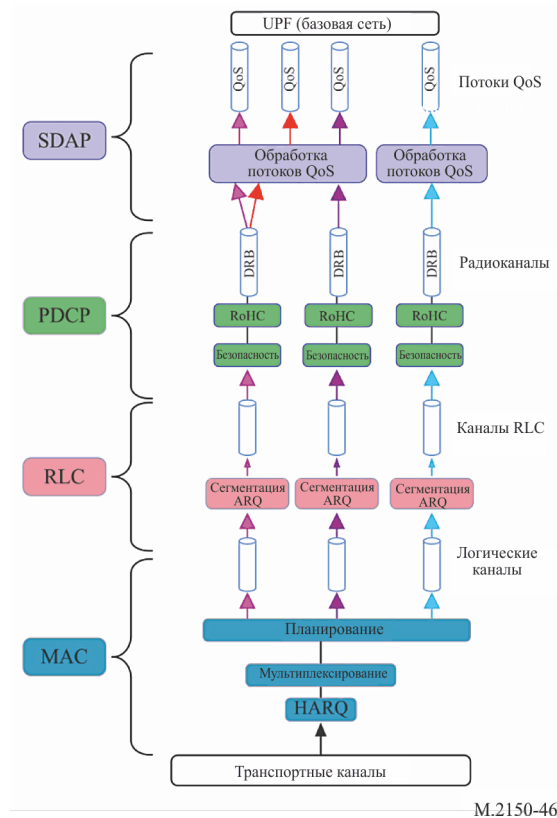 UPF (базовая сеть)
QoS
QoS
QoS
QoS
Потоки QoS
SDAP
Обработка
потоков QoS
Обработка
потоков QoS
DRB
DRB
DRB
Радиоканалы
PDCP
RoHC
RoHC
RoHC
Безопасность
Безопасность
Безопасность
Каналы RLC
RLC
Сегментация
ARQ
Сегментация
ARQ
Сегментация
ARQ
Логические
каналы
Планирование
MAC
Мультиплексирование
HARQ
Транспортные каналы
M.2150-46